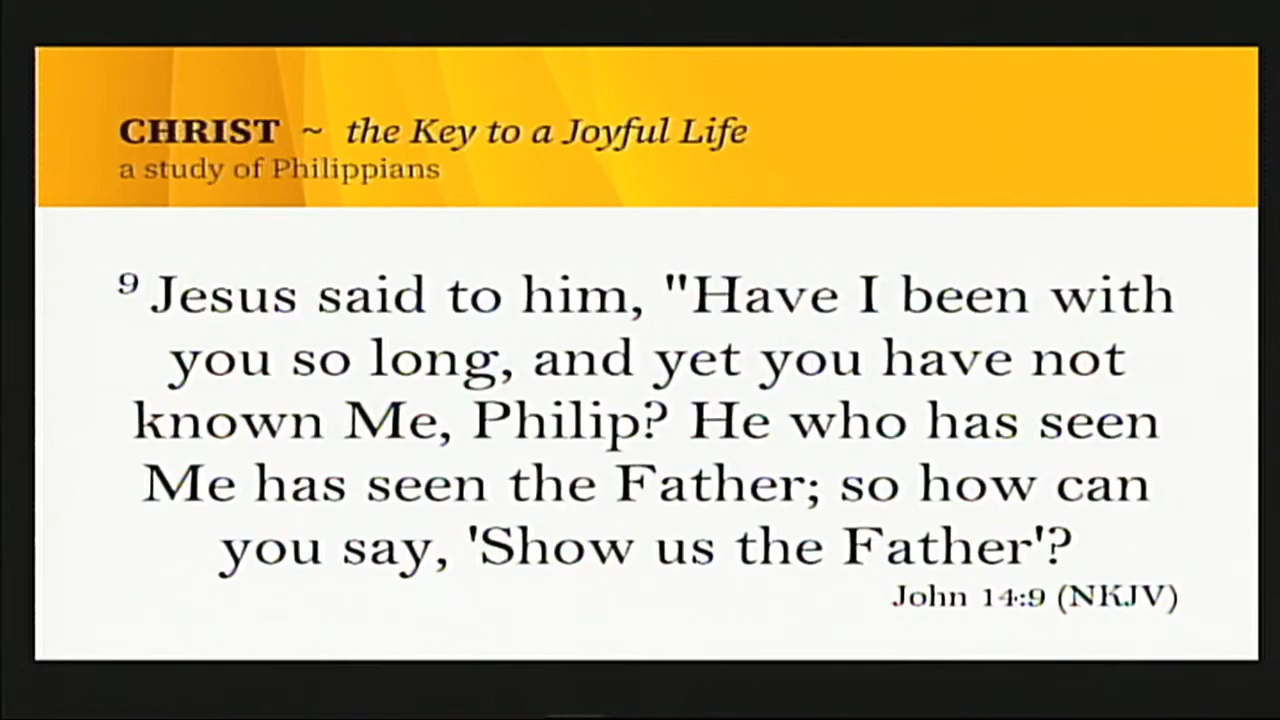 CHRIST ~ the Key to a Joyful Life
a study of Philippians
9 Jesus said to him, "Have I been with
you so long, and yet you have not
known Me, Philip? He who has seen
Me has seen the Father; so how can
you say, 'Show us the Father'?
John 14:9 (NKJV)